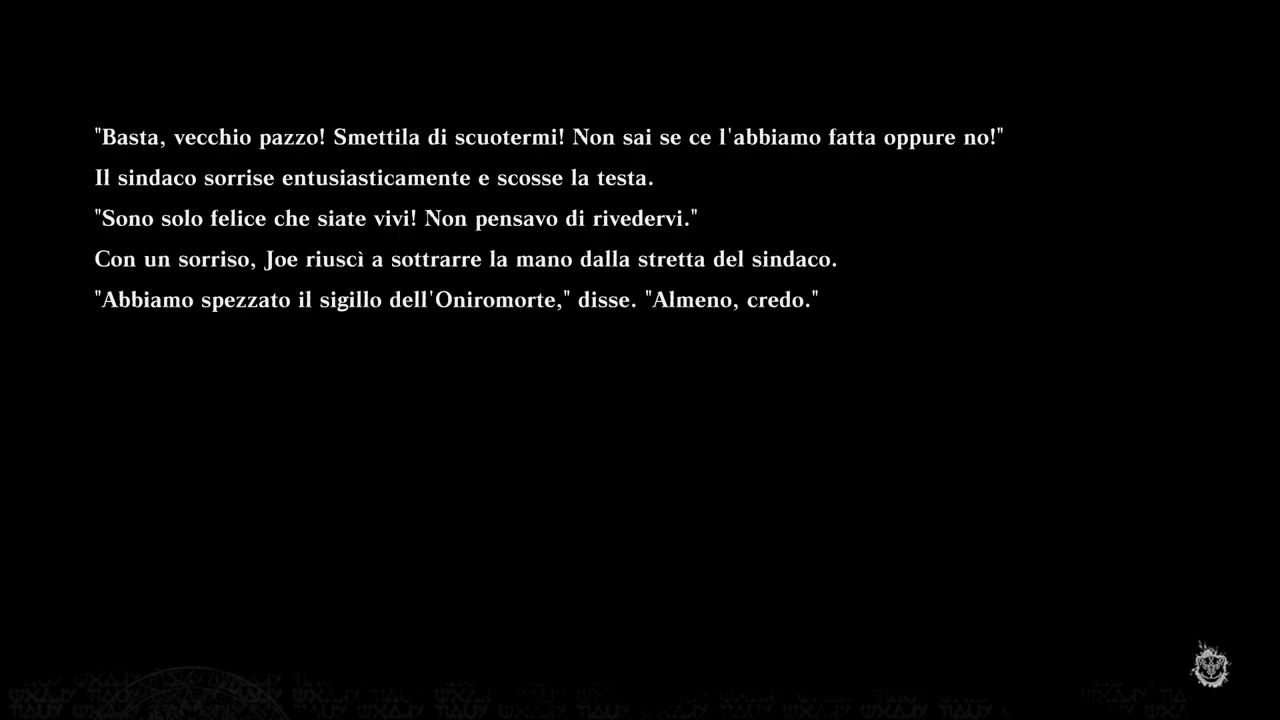 "Basta, vecchio pazzo! Smettila di scuotermi! Non sai se ce l'abbiamo fatta oppure no!"
Il sindaco sorrise entusiasticamente e scosse la testa.
"Sono solo felice che siate vivi! Non pensavo di rivedervi."
Con un sorriso, Joe riuscì a sottrarre la mano dalla stretta del sindaco.
"Abbiamo spezzato il sigillo dell'Oniromorte," disse. "Almeno, credo."